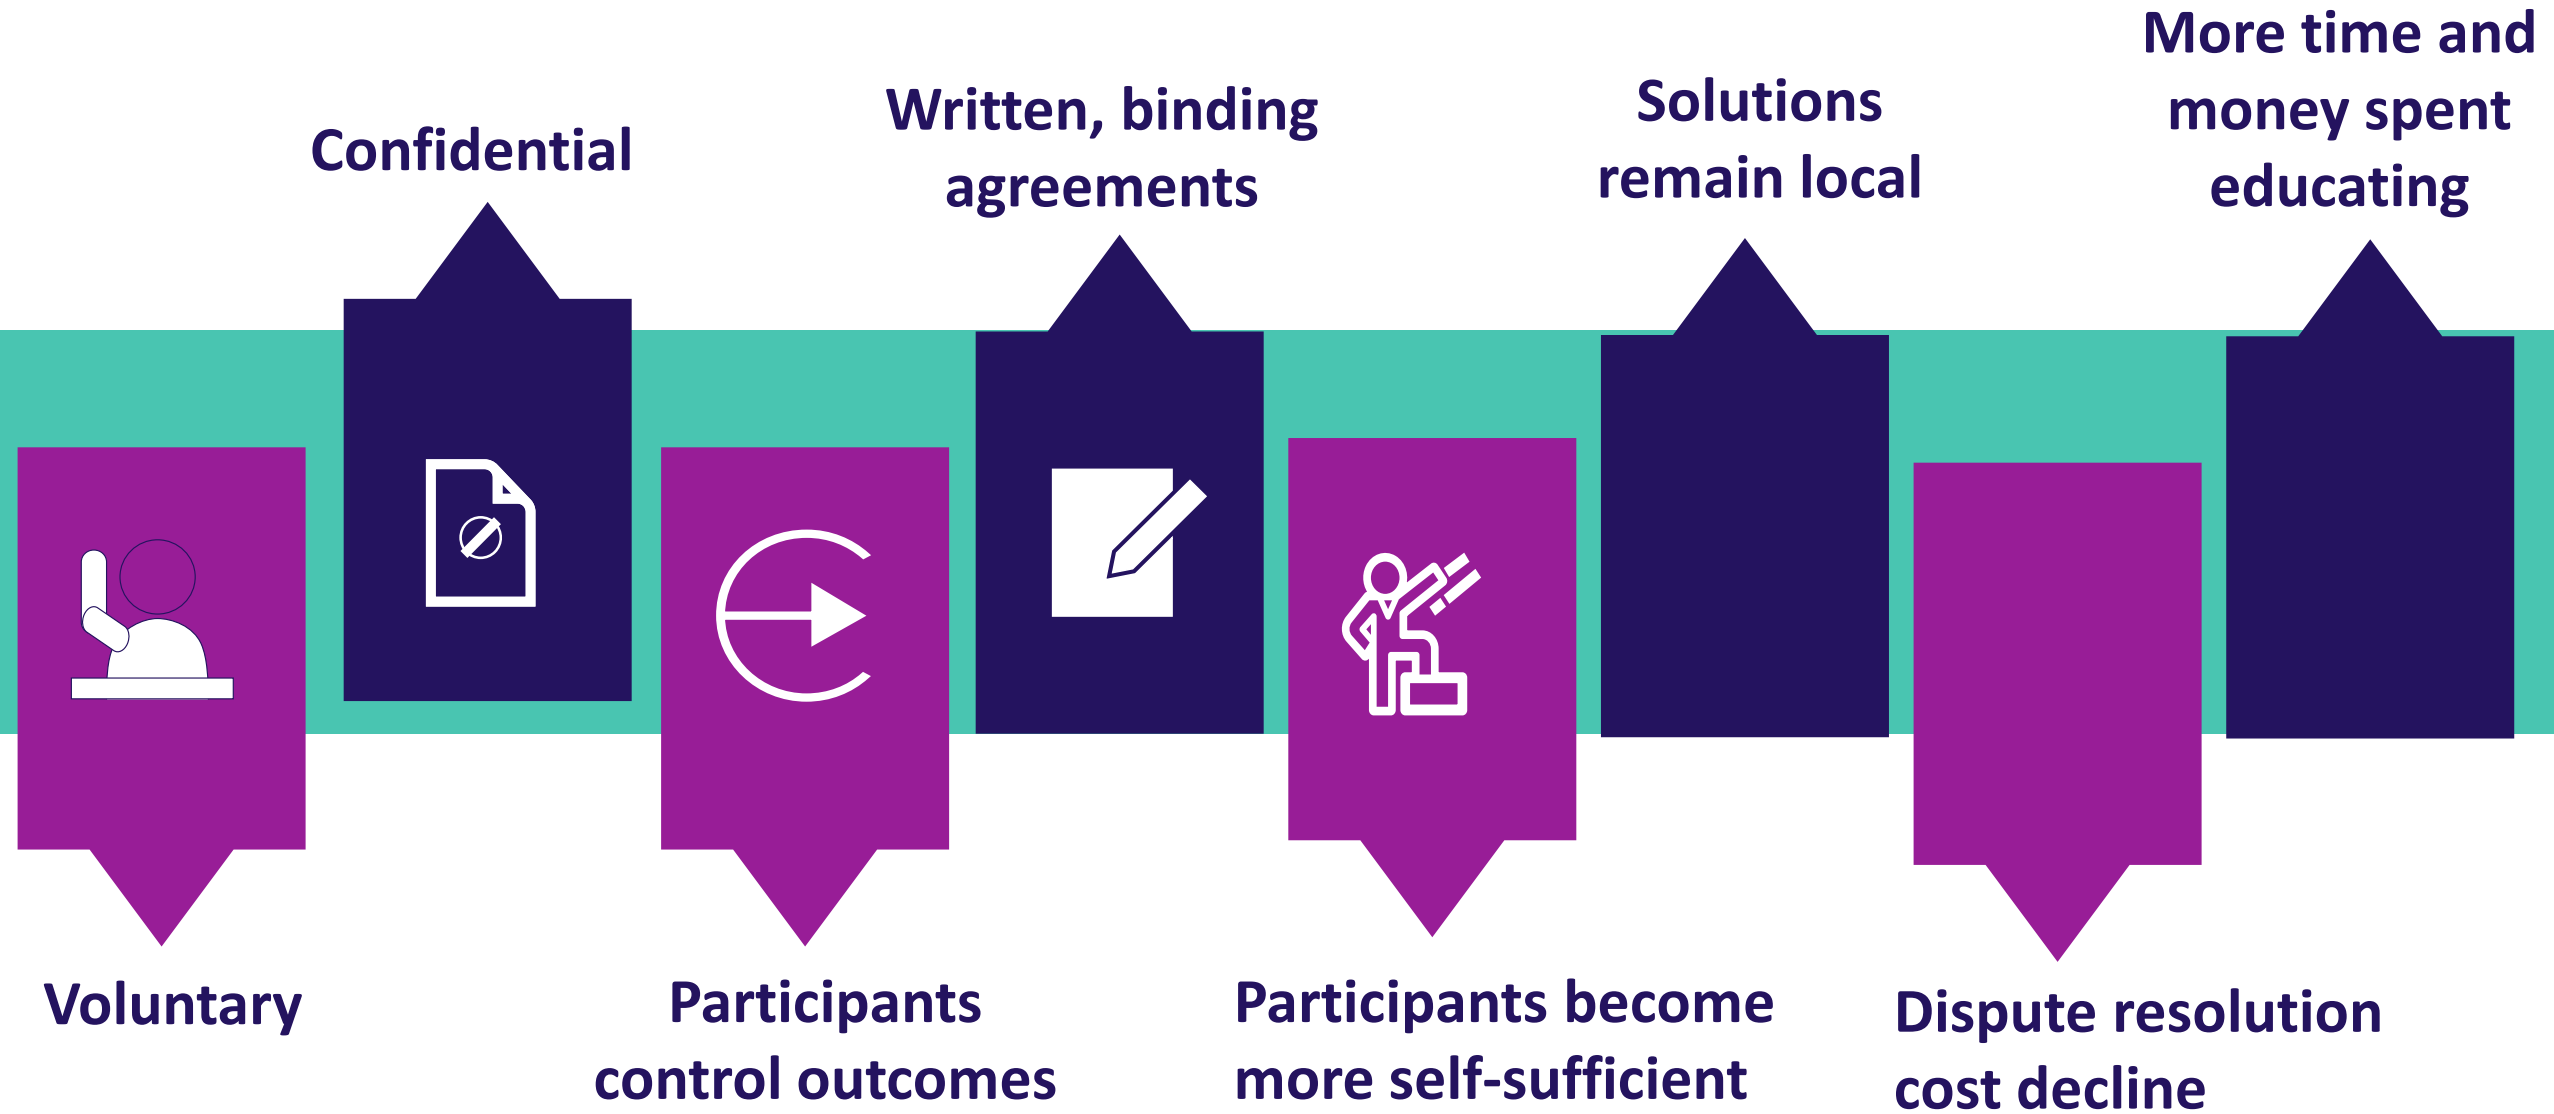 Voluntary
Confidential
Participants
control outcomes
Written, binding
agreements
Participants become
more self-sufficient
Solutions
remain local
Dispute resolution
cost decline
More time and
money spent
educating